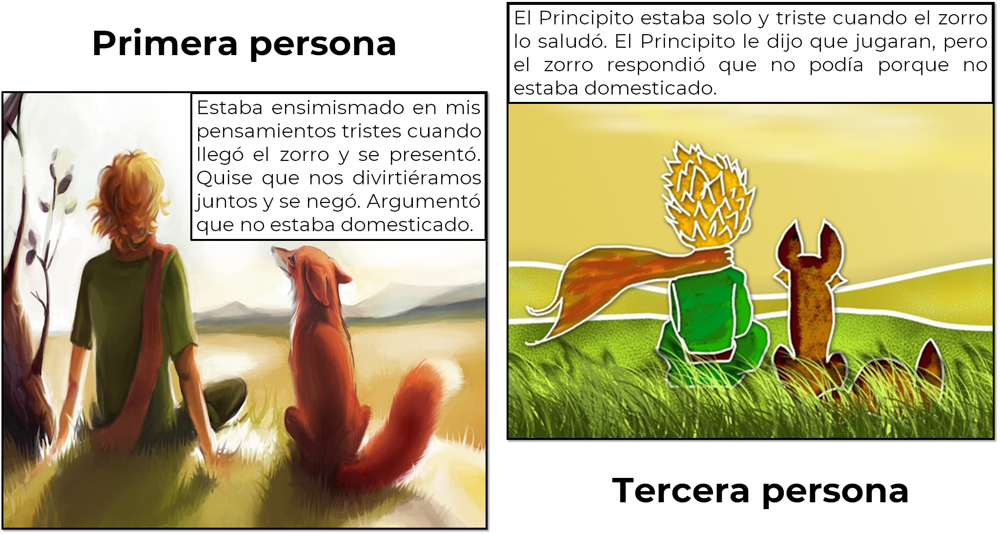 Primera persona
Estaba ensimismado en mis
pensamientos tristes cuando
llegó el zorro y se presentó.
Quise que nos divirtiéramos
juntos y se negó. Argumentó
que no estaba domesticado.
El Principito estaba solo y triste cuando el zorro
lo saludó. El Principito le dijo que jugaran, pero
el zorro respondió que no podía porque no
estaba domesticado.
Tercera persona